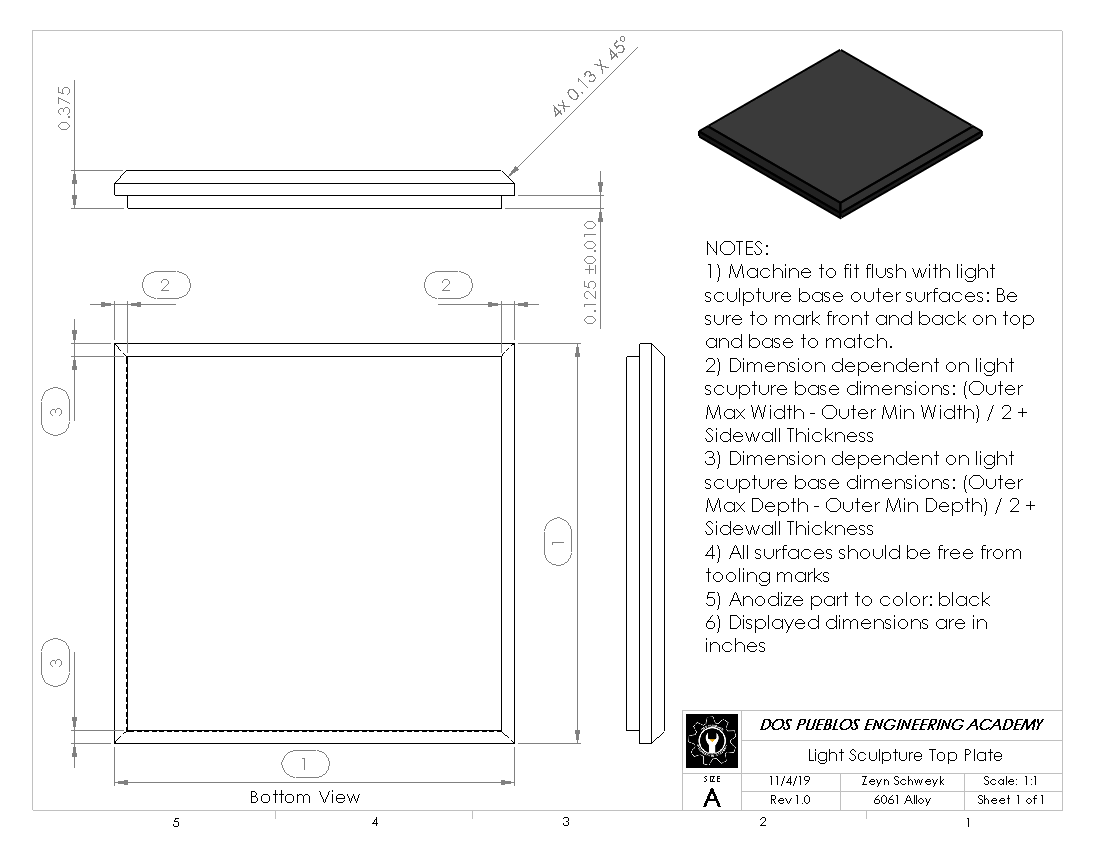 0.375
4x 0.13 X 45°
0.125 ±0.010
2
2
3
3
1
1
Bottom View
NOTES:
1) Machine to fit flush with light
sculpture base outer surfaces: Be
sure to mark front and back on top
and base to match.
2) Dimension dependent on light
scupture base dimensions: (Outer
Max Width - Outer Min Width) / 2 +
Sidewall Thickness
3) Dimension dependent on light
scupture base dimensions: (Outer
Max Depth - Outer Min Depth) / 2 +
Sidewall Thickness
4) All surfaces should be free from
tooling marks
5) Anodize part to color: black
6) Displayed dimensions are in
inches
DOS PUEBLOS ENGINEERING ACADEMY
Light Sculpture Top Plate
SIZE
A
11/4/19
Zeyn Schweyk
Scale: 1:1
Rev 1.0
6061 Alloy
Sheet 1 of 1
5
4
3
2
1